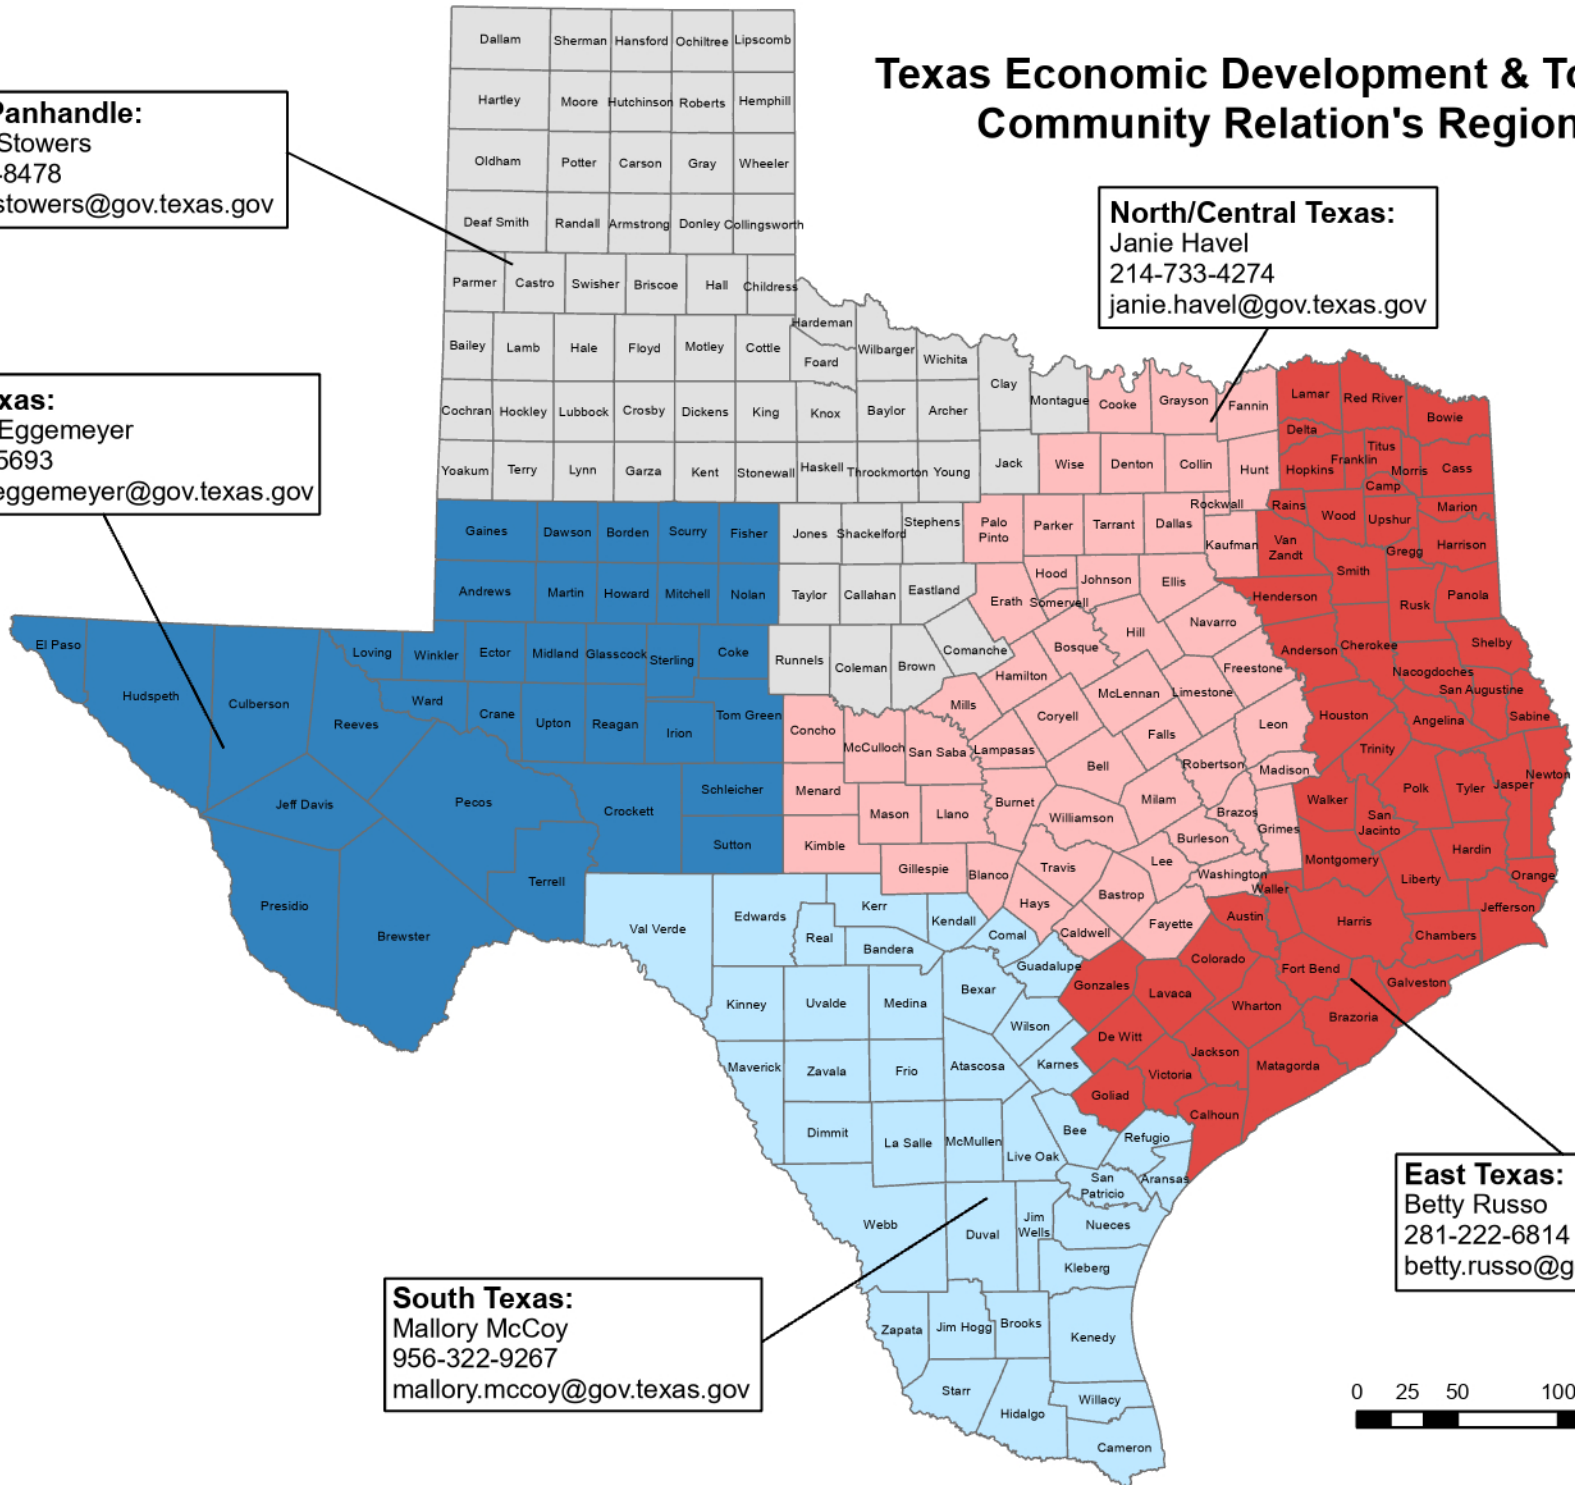 Texas Economic Development & To
Community Relation's Region
Panhandle:
Stowers
-8478
stowers@gov.texas.gov
North/Central Texas:
Janie Havel
214-733-4274
janie.havel@gov.texas.gov
xas:
Eggemeyer
5693
eggemeyer@gov.texas.gov
East Texas:
Betty Russo
281-222-6814
betty.russo@g
South Texas:
Mallory McCoy
956-322-9267
mallory.mccoy@gov.texas.gov
0 25 50 100
Dallam Sherman Hansford Ochiltree Lipscomb
Hartley Moore Hutchinson Roberts Hemphill
Oldham Potter Carson Gray Wheeler
Deaf Smith Randall Armstrong Donley Collingsworth
Parmer Castro Swisher Briscoe Hall Childress
Hardeman
Bailey Lamb Hale Floyd Motley Cottle Foard Wilbarger Wichita
Clay Montague Cooke Grayson Fannin Lamar Red River Bowie
Cochran Hockley Lubbock Crosby Dickens King Knox Baylor Archer
Delta Titus
Franklin Morris
Camp
Yoakum Terry Lynn Garza Kent Stonewall Haskell Throckmorton Young Jack Wise Denton Collin Hunt Hopkins Cass
Rockwall Rains Wood Upshur Marion
Gaines Dawson Borden Scurry Fisher Jones Shackelford Stephens
Palo
Pinto
Parker Tarrant Dallas Kaufman
Van
Zandt
Gregg Harrison
Smith
Andrews Martin Howard Mitchell Nolan Taylor Callahan Eastland Erath Hood Somervell Johnson Ellis Henderson Rusk Panola
El Paso Hudspeth Culberson Reeves Loving Winkler Ector Midland Glasscock Sterling Coke Runnels Coleman Brown Comanche Bosque Hill Navarro Anderson Cherokee Shelby
Nacogdoches
San Augustine
Ward Crane Upton Reagan Irion Tom Green Concho McCulloch San Saba Mills Hamilton Lampasas Coryell McLennan Limestone Freestone Falls Leon Houston Angelina Sabine
Jeff Davis Pecos Crockett Schleicher Menard Mason Llano Burnet Bell Williamson Milam Robertson Madison Brazos Grimes Walker Trinity Polk Tyler Jasper Newton
San
Jacinto
Sutton Kimble Gillespie Blanco Travis Lee Burleson Washington Montgomery Hardin
Presidio Brewster Terrell Liberty Orange
Val Verde Edwards Kerr Real Bandera Kendall Comal Hays Caldwell Bastrop Fayette Austin Waller Harris Chambers Jefferson
Kinney Uvalde Medina Bexar Guadalupe Gonzales Lavaca Colorado Fort Bend Galveston
Wilson Wharton Brazoria
Maverick Zavala Frio Atascosa Karnes De Witt Victoria Jackson Matagorda
Goliad Calhoun
Dimmit La Salle McMullen Live Oak Bee Refugio
San
Patricio
Aransas
Webb Duval
Jim
Wells
Nueces
Kleberg
Zapata Jim Hogg Brooks Kenedy
Starr Hidalgo Willacy
Cameron